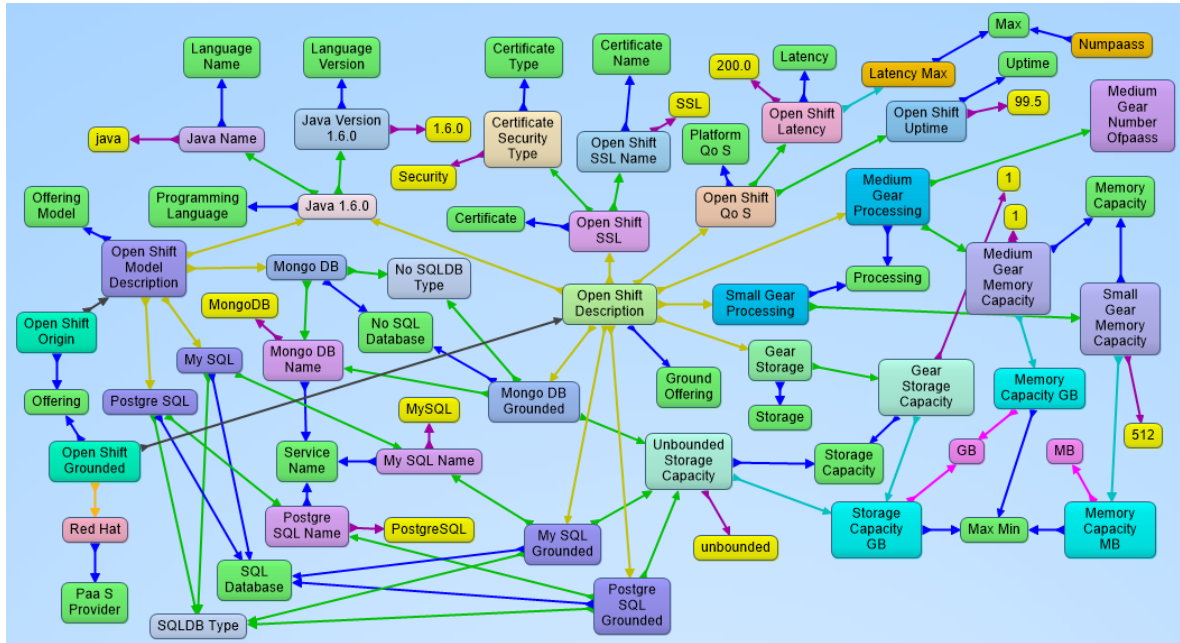 Language
Name
Language
Version
Certificate
Type
Certificate
Name
Max
Numpaass
Latency
200.0
Latency Max
Uptime
Medium
Gear
Number
Ofpaass
java
Java Name
Java Version
1.6.0
1.6.0
Certificate
Security
Type
SSL
Open Shift
SSL Name
Open Shift
Latency
Open Shift
Uptime
99.5
Platform
Qo S
Security
Offering
Model
Programming
Language
Java 1.6.0
Certificate
Open Shift
SSL
Open Shift
Qo S
Medium
Gear
Processing
1
1
Memory
Capacity
Open Shift
Model
Description
Mongo DB
No SQLDB
Type
Open Shift
Description
Small Gear
Processing
Processing
Medium
Gear
Memory
Capacity
Small
Gear
Memory
Capacity
MongoDB
No SQL
Database
Open Shift
Origin
My SQL
Mongo DB
Name
Gear
Storage
Gear
Storage
Capacity
Memory
Capacity GB
Offering
Postgre SQL
Mongo DB
Grounded
Ground
Offering
Storage
MySQL
512
Open Shift
Grounded
Service
Name
My SQL Name
Unbounded
Storage
Capacity
Storage
Capacity
GB
MB
Red Hat
Postgre
SQL Name
PostgreSQL
My SQL
Grounded
unbounded
Storage
Capacity
GB
Max Min
Memory
Capacity
MB
Paa S
Provider
SQL
Database
Postgre
SQL
Grounded
SQLDB Type